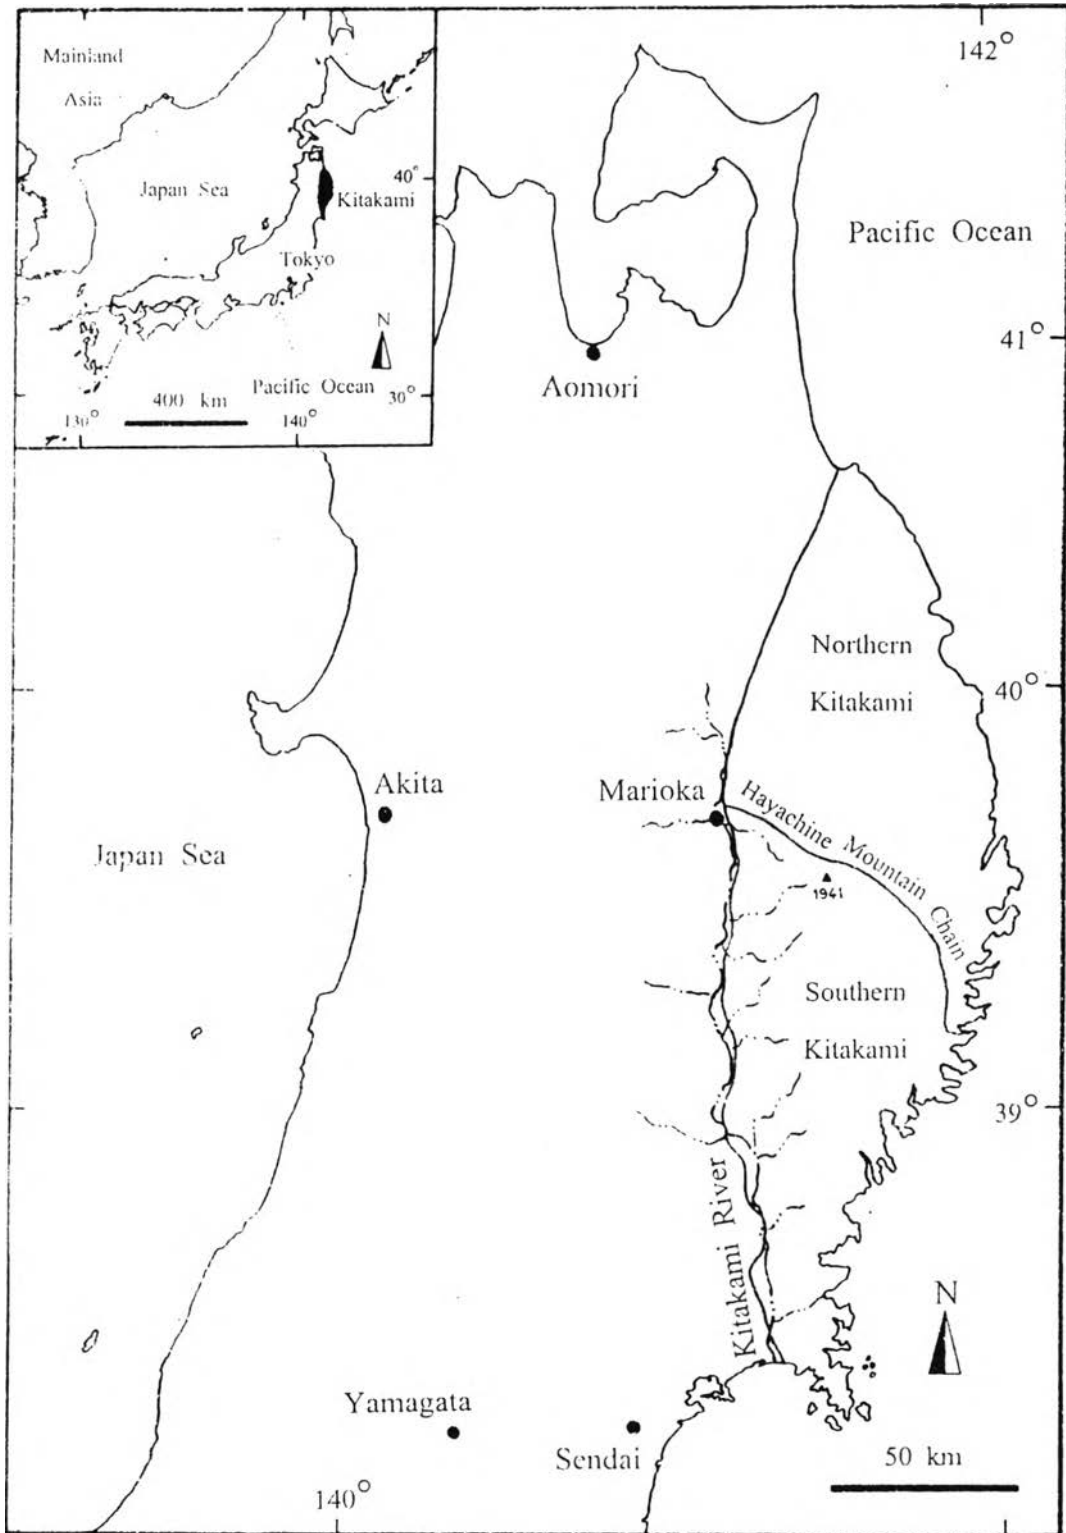 Mainland
Asia
Japan Sea
40°
Kitakami
Tokyo
N
Pacific Ocean
400 km
30°
130°
140°
142°
Pacific Ocean
41°
Aomori
Northern
Kitakami
40°
Akita
Marioka
Hayachine Mountain Chain
1941
Japan Sea
Southern
Kitakami
39°
Kitakami River
N
Yamagata
Sendai
50 km
140°